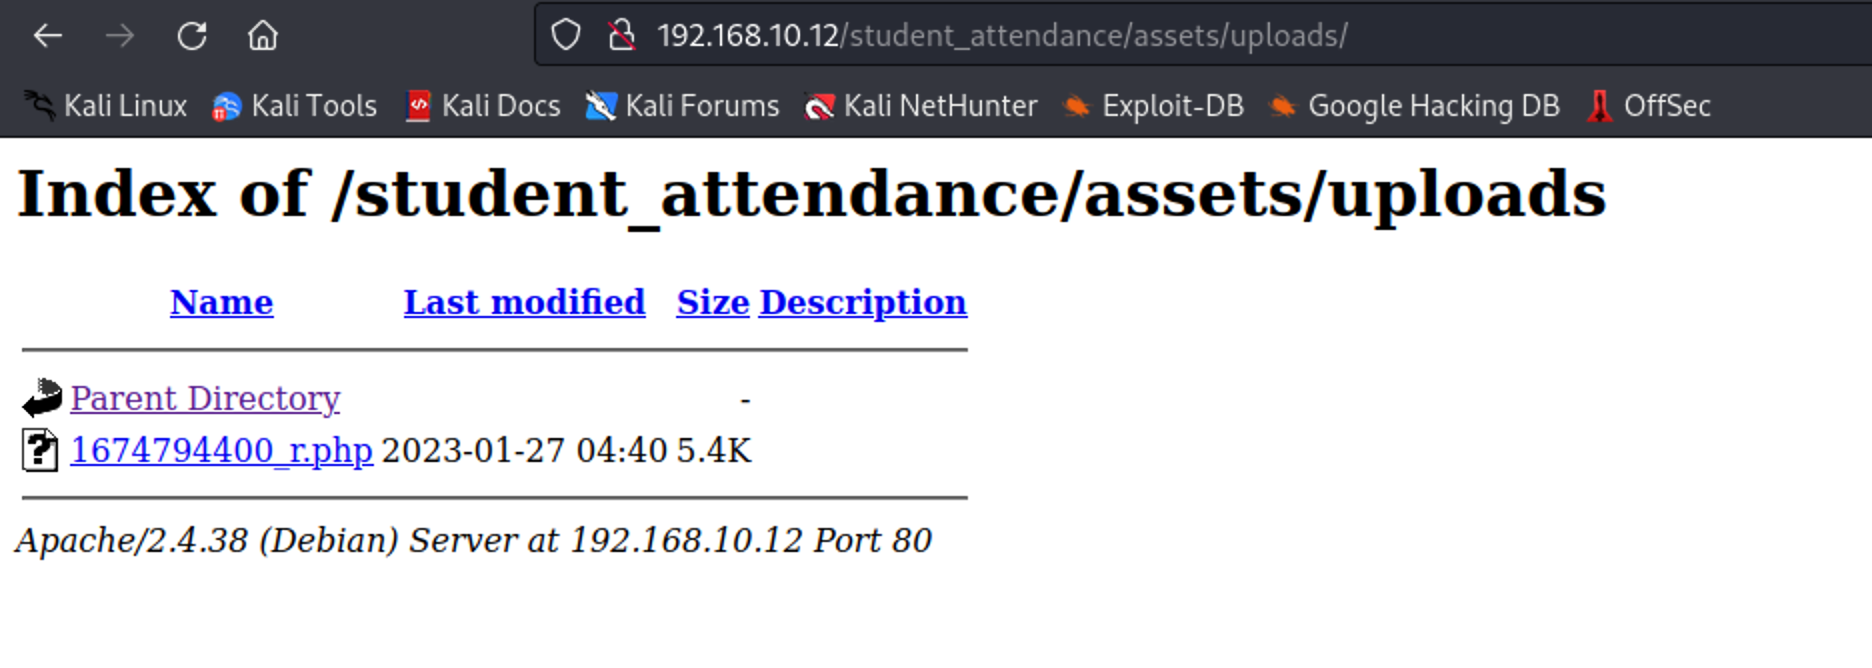 192.168.10.12/student_attendance/assets/uploads/
Kali Linux Kali Tools Kali Docs Kali Forums Kali NetHunter Exploit-DB Google Hacking DB OffSec
Index of /student_attendance/assets/uploads
Name Last modified Size Description
Parent Directory -
1674794400_r.php 2023-01-27 04:40 5.4K
Apache/2.4.38 (Debian) Server at 192.168.10.12 Port 80